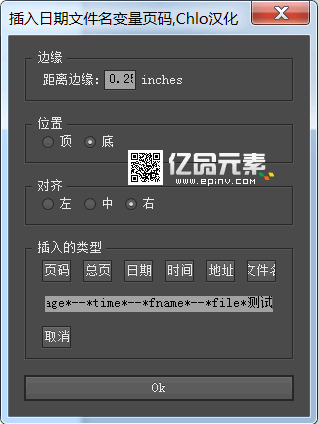 插入日期文件名变量页码,Chlo汉化
边缘
距离边缘: 0.25 inches
位置
顶 底
亿品元素
www.epinv.com
对齐
左 中 右
插入的类型
页码 总页 日期 时间 地址 文件名
age*--*time*--*fname*--*file*测试
取消
Ok